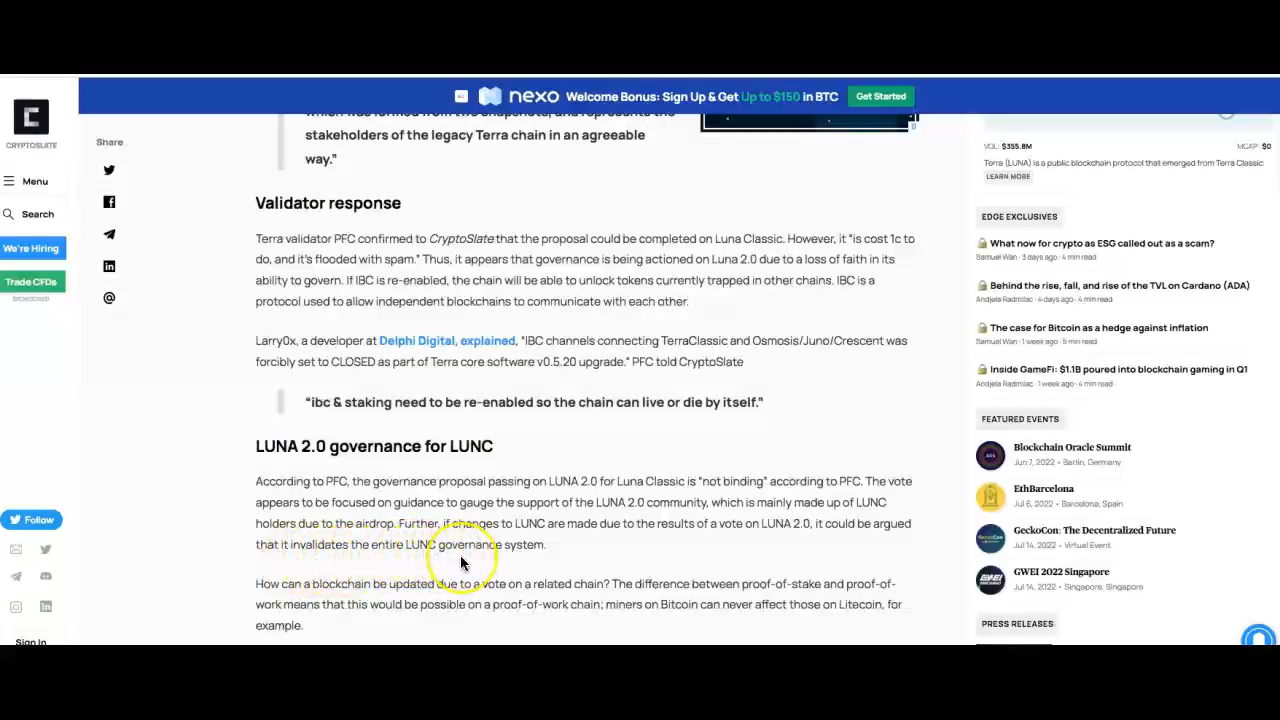 nexo Welcome Bonus: Sign Up & Get Up to $150 in BTC Get Started
CRYPTOSLATE
Menu
Search
We're Hiring
Trade CFDs
SPONSORED
Follow
Sign In
Share
stakeholders of the legacy Terra chain in an agreeable
way.”
Validator response
Terra validator PFC confirmed to CryptoSlate that the proposal could be completed on Luna Classic. However, it “is cost 1c to
do, and it’s flooded with spam.” Thus, it appears that governance is being actioned on Luna 2.0 due to a loss of faith in its
ability to govern. If IBC is re-enabled, the chain will be able to unlock tokens currently trapped in other chains. IBC is a
protocol used to allow independent blockchains to communicate with each other.
Larry0x, a developer at Delphi Digital, explained, “IBC channels connecting TerraClassic and Osmosis/Juno/Crescent was
forcibly set to CLOSED as part of Terra core software v0.5.20 upgrade.” PFC told CryptoSlate
“ibc & staking need to be re-enabled so the chain can live or die by itself.”
LUNA 2.0 governance for LUNC
According to PFC, the governance proposal passing on LUNA 2.0 for Luna Classic is “not binding” according to PFC. The vote
appears to be focused on guidance to gauge the support of the LUNA 2.0 community, which is mainly made up of LUNC
holders due to the airdrop. Further, if changes to LUNC are made due to the results of a vote on LUNA 2.0, it could be argued
that it invalidates the entire LUNC governance system.
How can a blockchain be updated due to a vote on a related chain? The difference between proof-of-stake and proof-of-
work means that this would be possible on a proof-of-work chain; miners on Bitcoin can never affect those on Litecoin, for
example.
VOL: $355.8M MCAP: $0
Terra (LUNA) is a public blockchain protocol that emerged from Terra Classic
LEARN MORE
EDGE EXCLUSIVES
What now for crypto as ESG called out as a scam?
Samuel Wan · 3 days ago · 4 min read
Behind the rise, fall, and rise of the TVL on Cardano (ADA)
Andjela Radmilac · 4 days ago · 4 min read
The case for Bitcoin as a hedge against inflation
Samuel Wan · 1 week ago · 5 min read
Inside GameFi: $1.1B poured into blockchain gaming in Q1
Andjela Radmilac · 1 week ago · 4 min read
FEATURED EVENTS
Blockchain Oracle Summit
Jun 7, 2022 • Berlin, Germany
EthBarcelona
Jul 6, 2022 • Barcelona, Spain
GeckoCon: The Decentralized Future
Jul 14, 2022 • Virtual Event
GWEI 2022 Singapore
Jul 14, 2022 • Singapore, Singapore
PRESS RELEASES